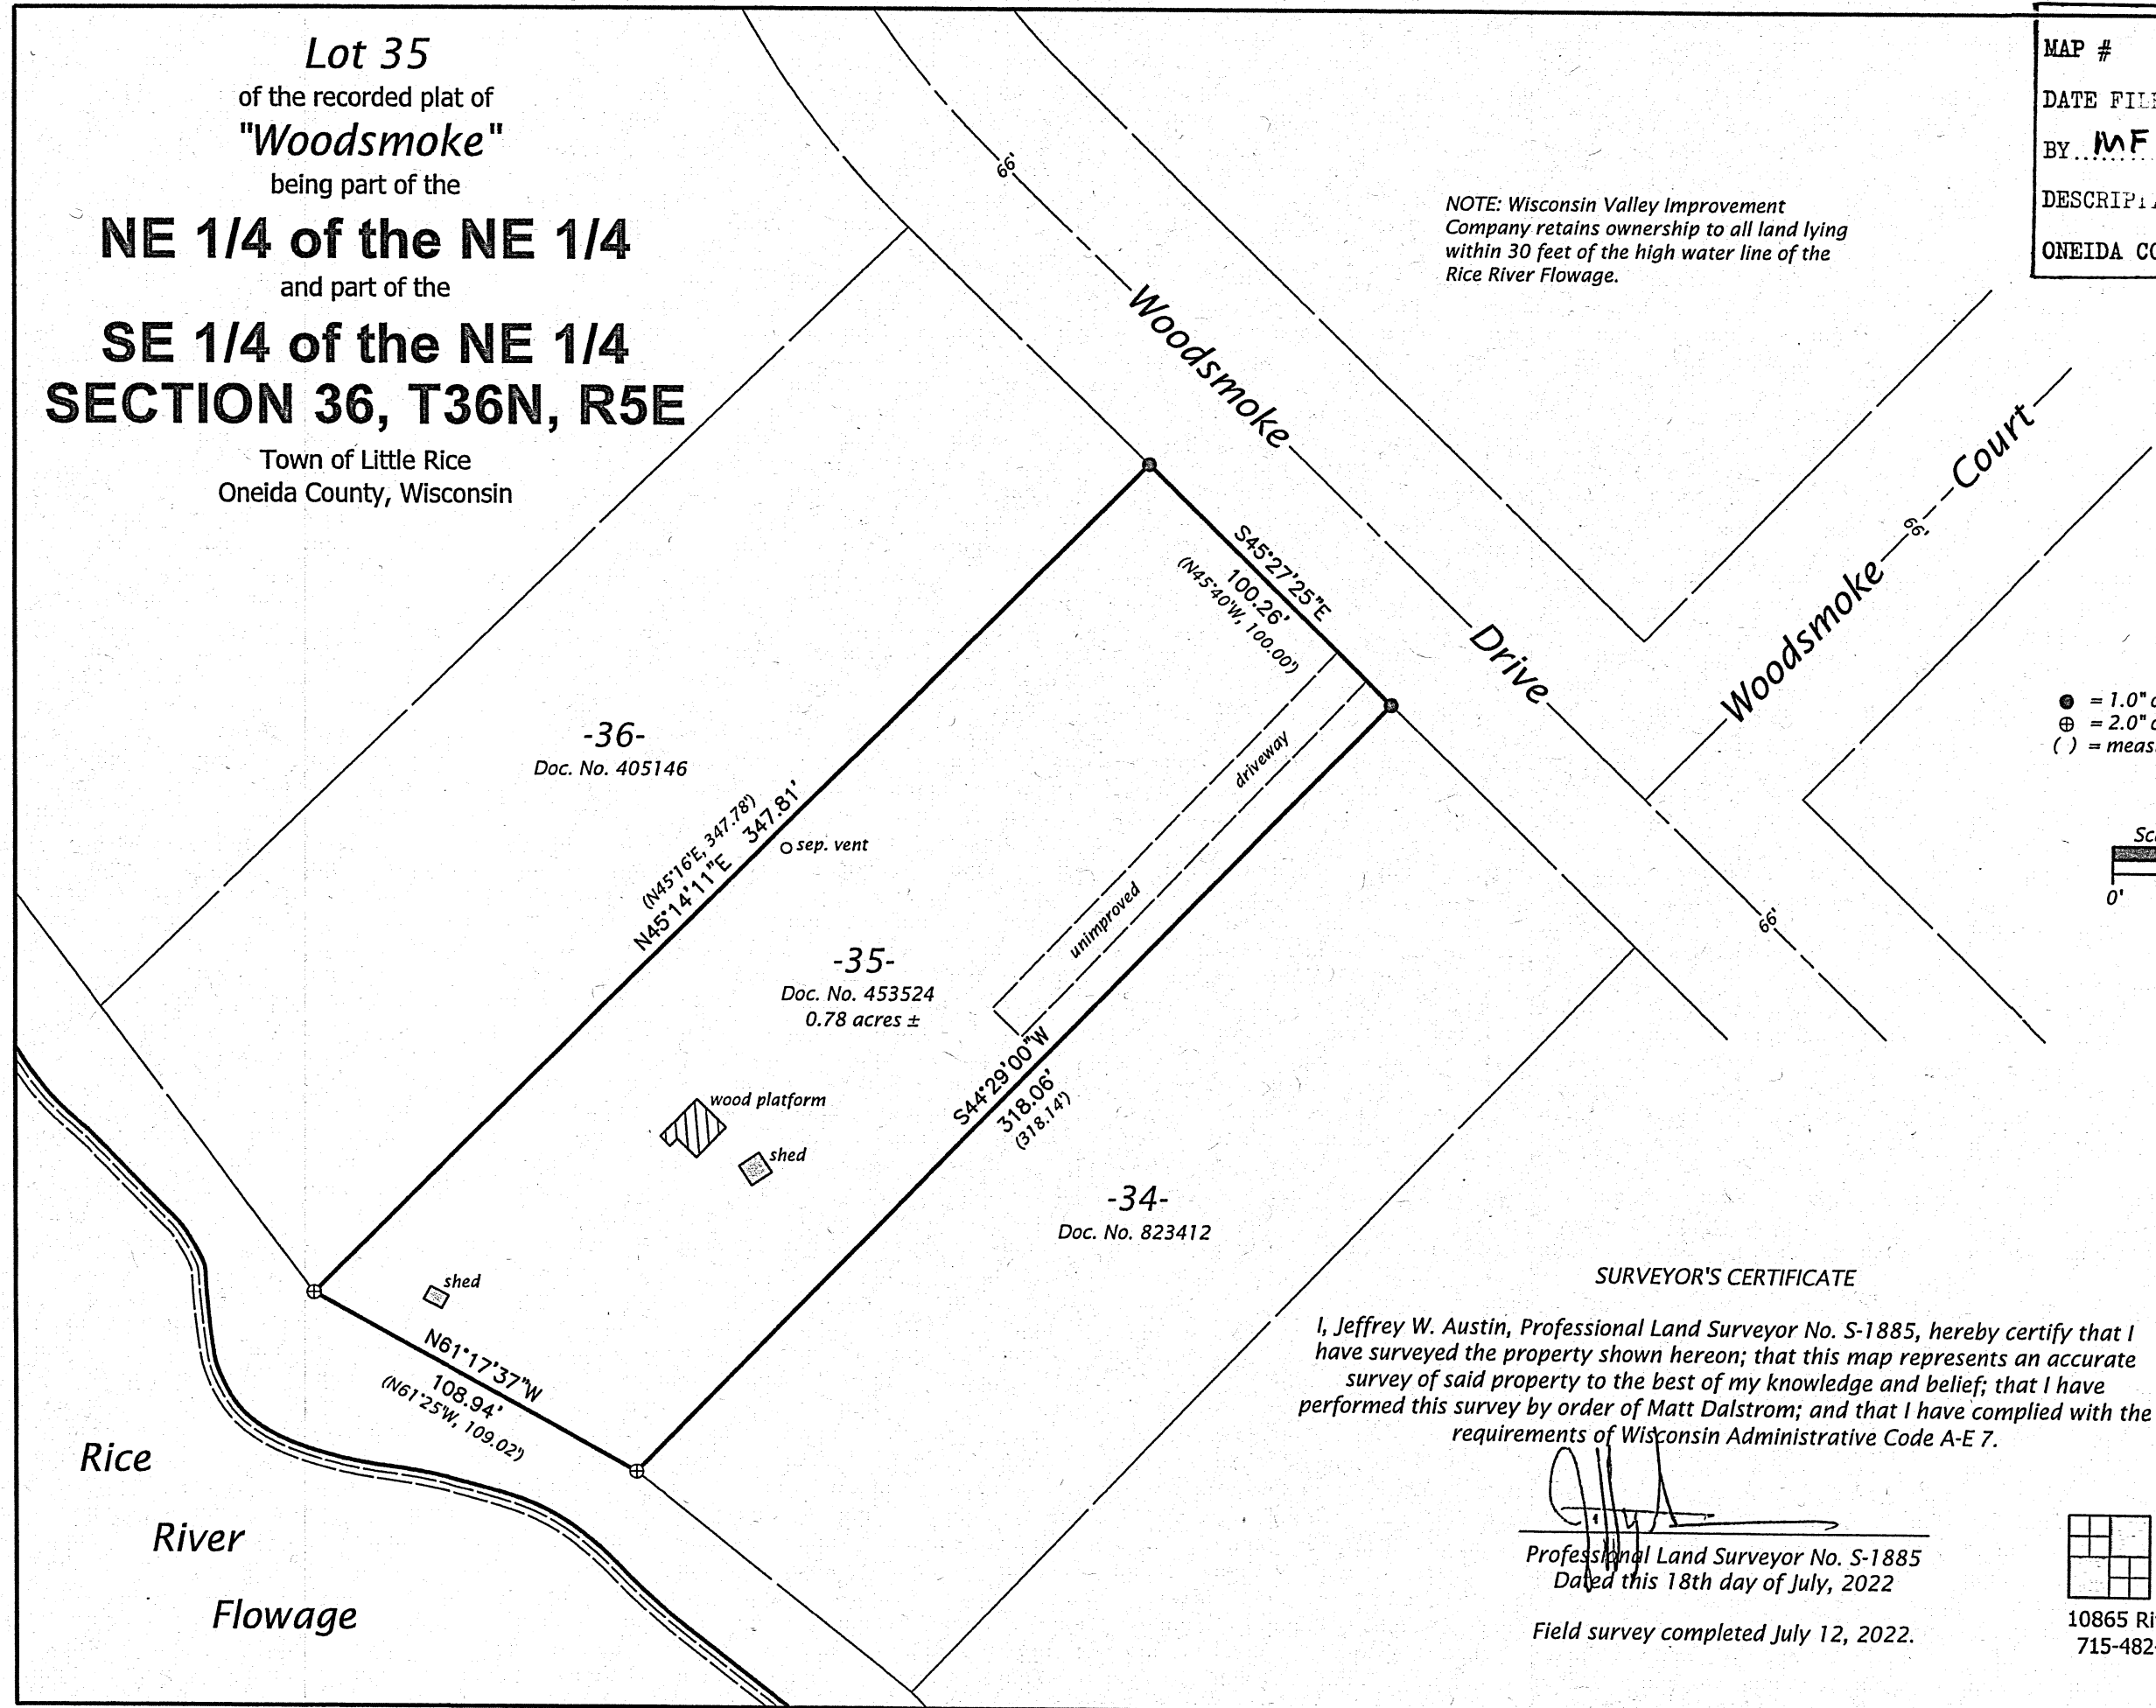 Lot 35
of the recorded plat of
"Woodsmoke"
being part of the
NE 1/4 of the NE 1/4
and part of the
SE 1/4 of the NE 1/4
SECTION 36, T36N, R5E
Town of Little Rice
Oneida County, Wisconsin
MAP #
DATE
BY MF
ONEIDA
NOTE: Wisconsin Valley Improvement
Company retains ownership to all land lying
within 30 feet of the high water line of the
Rice River Flowage.
66'
Woodsmoke
Drive
66'
Woodsmoke
66'
Court
S45°27'25"E
100.26'
(N45°40'W, 100.00')
driveway
unimproved
-36-
Doc. No. 405146
(N45°16'E, 347.78')
N45°14'11"E 347.81'
sep. vent
-35-
Doc. No. 453524
0.78 acres ±
S44°29'00"W
318.06'
(318.14')
wood platform
shed
-34-
Doc. No. 823412
shed
N61°17'37"W
108.94'
(N61°25'W, 109.02')
Rice
River
Flowage
= 1.0"
= 2.0"
( ) =
0'
SURVEYOR'S CERTIFICATE
I, Jeffrey W. Austin, Professional Land Surveyor No. S-1885, hereby certify that I
have surveyed the property shown hereon; that this map represents an accurate
survey of said property to the best of my knowledge and belief; that I have
performed this survey by order of Matt Dalstrom; and that I have complied with the
requirements of Wisconsin Administrative Code A-E 7.
Professional Land Surveyor No. S-1885
Dated this 18th day of July, 2022
Field survey completed July 12, 2022.
10865
715-482